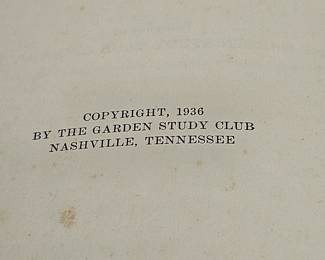 COPYRIGHT, 1936
BY THE GARDEN STUDY CLUB
NASHVILLE, TENNESSEE